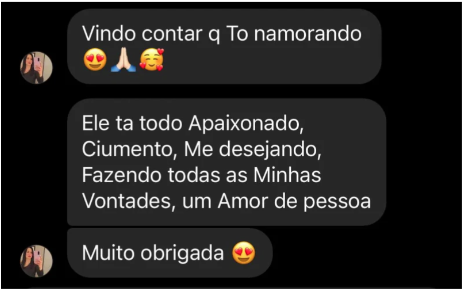 Vindo contar q To namorando
😍🙏🏻🥰
Ele ta todo Apaixonado,
Ciumento, Me desejando,
Fazendo todas as Minhas
Vontades, um Amor de pessoa
Muito obrigada 😍